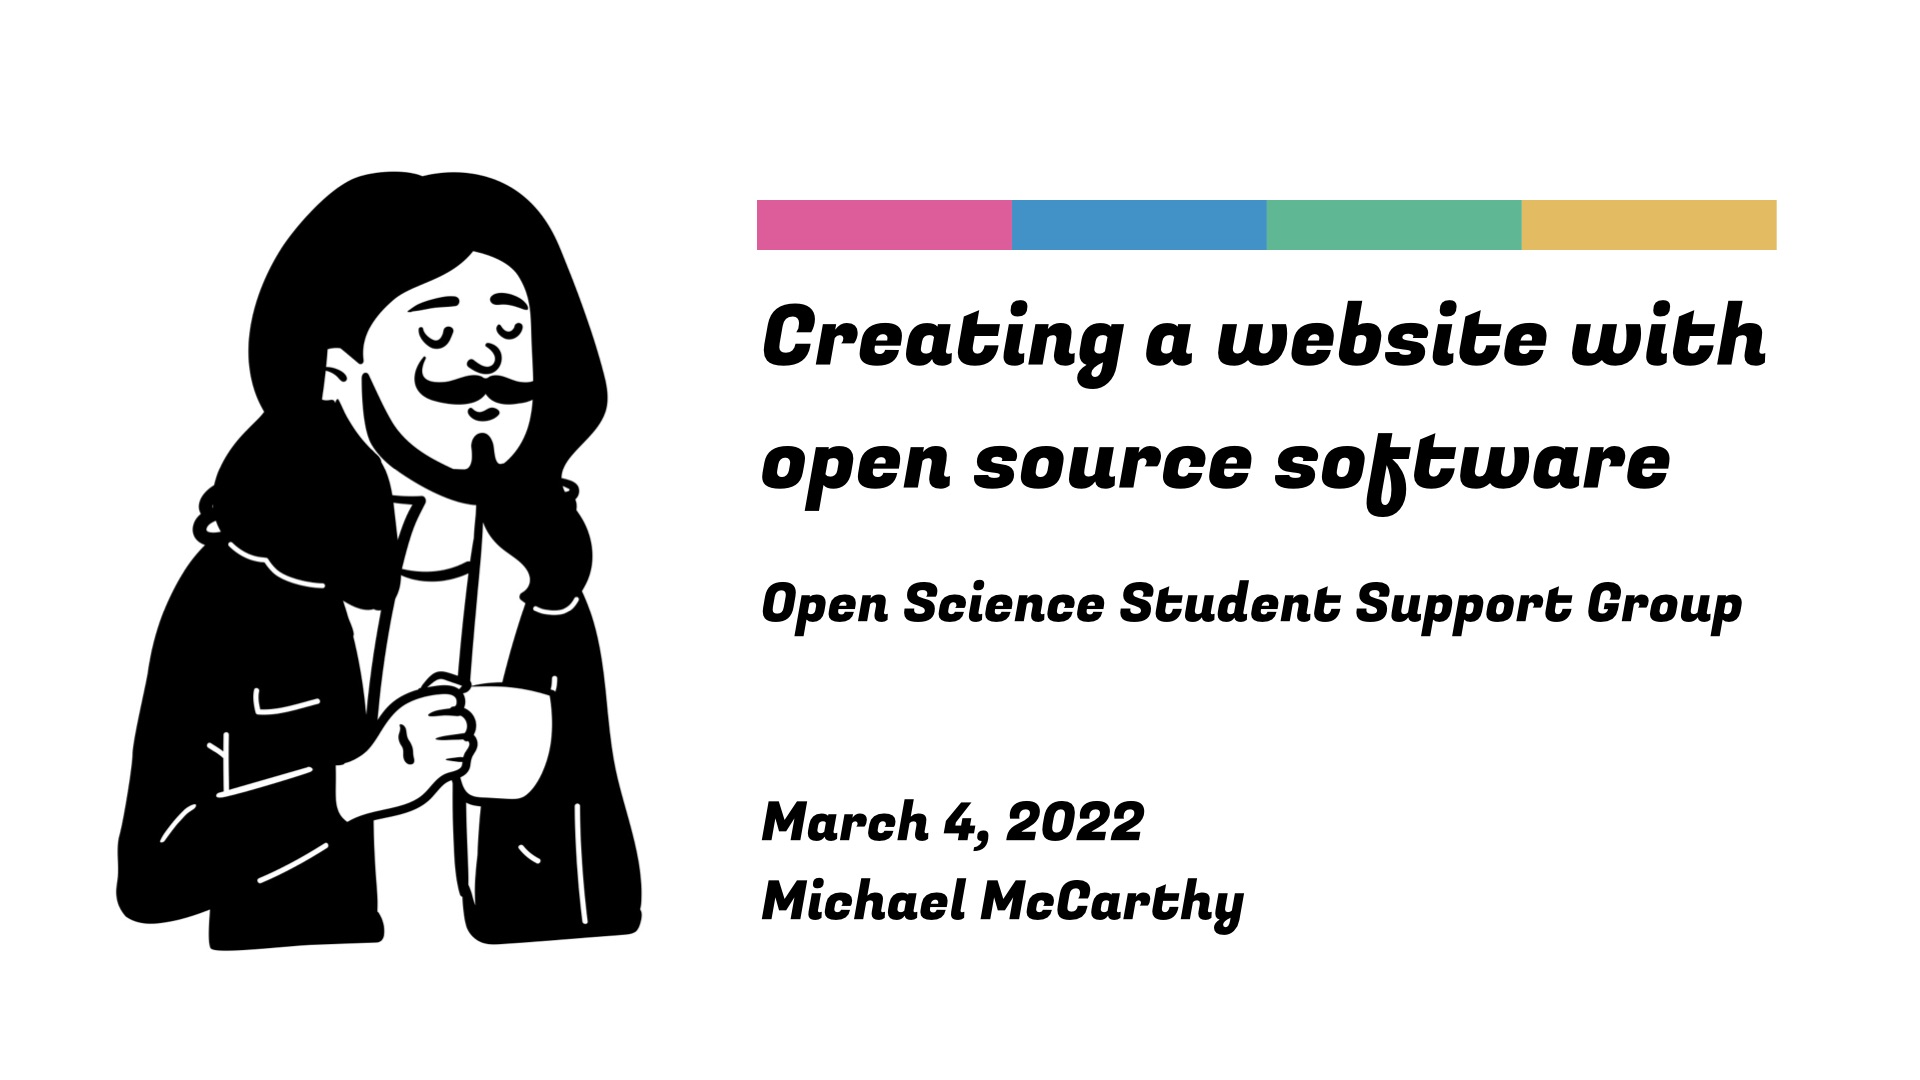 Creating a website with
open source software
Open Science Student Support Group
March 4, 2022
Michael McCarthy